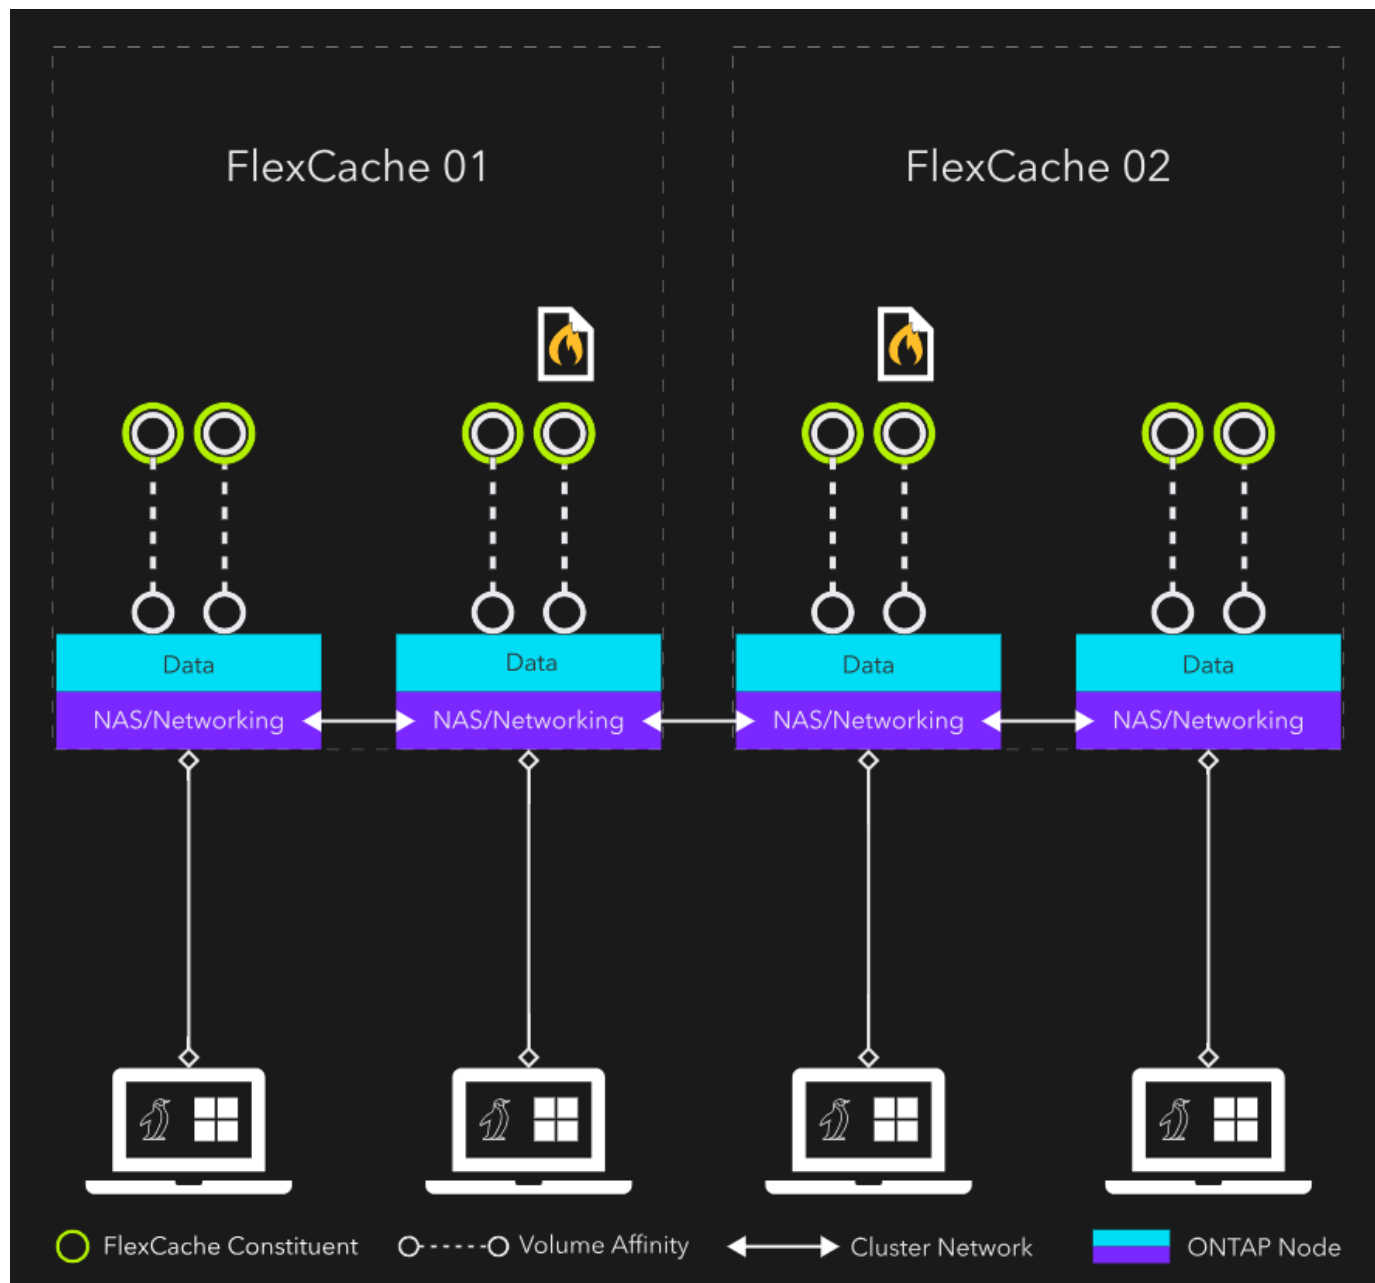 FlexCache 01
FlexCache 02
Data
Data
Data
Data
NAS/Networking
NAS/Networking
NAS/Networking
NAS/Networking
FlexCache Constituent
Volume Affinity
Cluster Network
ONTAP Node